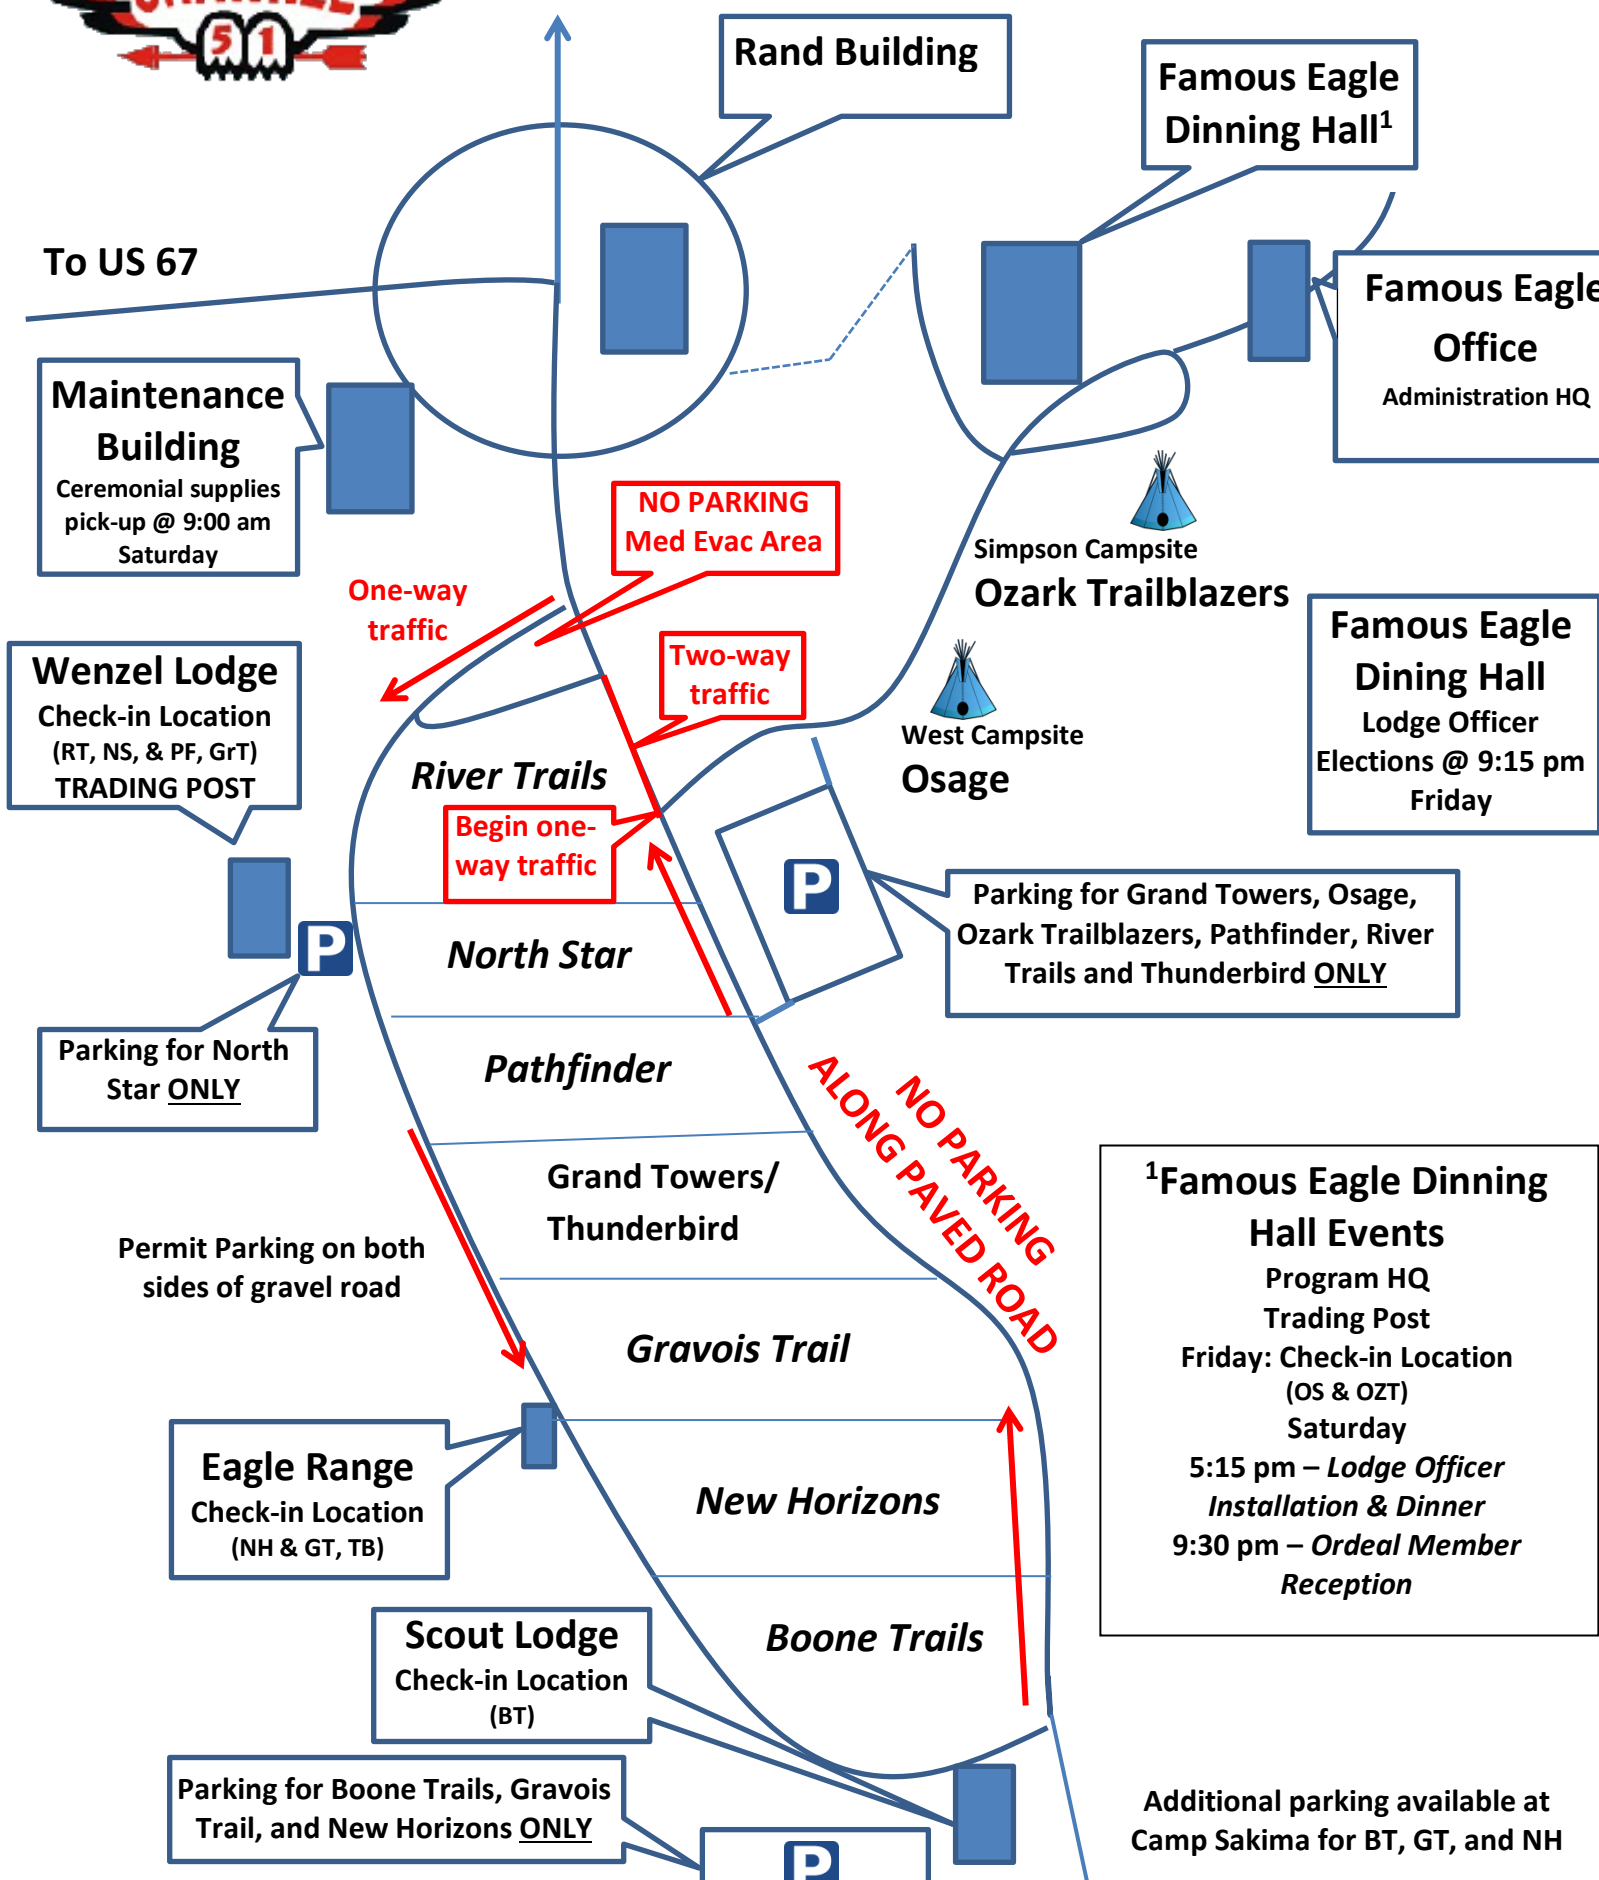 51
Rand Building
Famous Eagle
Dinning Hall¹
To US 67
Famous Eagle
Office
Administration HQ
Maintenance
Building
Ceremonial supplies
pick-up @ 9:00 am
Saturday
NO PARKING
Med Evac Area
One-way
traffic
Simpson Campsite
Ozark Trailblazers
Famous Eagle
Dining Hall
Lodge Officer
Elections @ 9:15 pm
Friday
Wenzel Lodge
Check-in Location
(RT, NS, & PF, GrT)
TRADING POST
Two-way
traffic
West Campsite
Osage
River Trails
Begin one-
way traffic
P
Parking for Grand Towers, Osage,
Ozark Trailblazers, Pathfinder, River
Trails and Thunderbird ONLY
North Star
P
Parking for North
Star ONLY
Pathfinder
NO PARKING
ALONG PAVED ROAD
Grand Towers/
Thunderbird
Permit Parking on both
sides of gravel road
¹Famous Eagle Dinning
Hall Events
Program HQ
Trading Post
Friday: Check-in Location
(OS & OZT)
Saturday
5:15 pm – Lodge Officer
Installation & Dinner
9:30 pm – Ordeal Member
Reception
Gravois Trail
Eagle Range
Check-in Location
(NH & GT, TB)
New Horizons
Scout Lodge
Check-in Location
(BT)
Boone Trails
Parking for Boone Trails, Gravois
Trail, and New Horizons ONLY
P
Additional parking available at
Camp Sakima for BT, GT, and NH